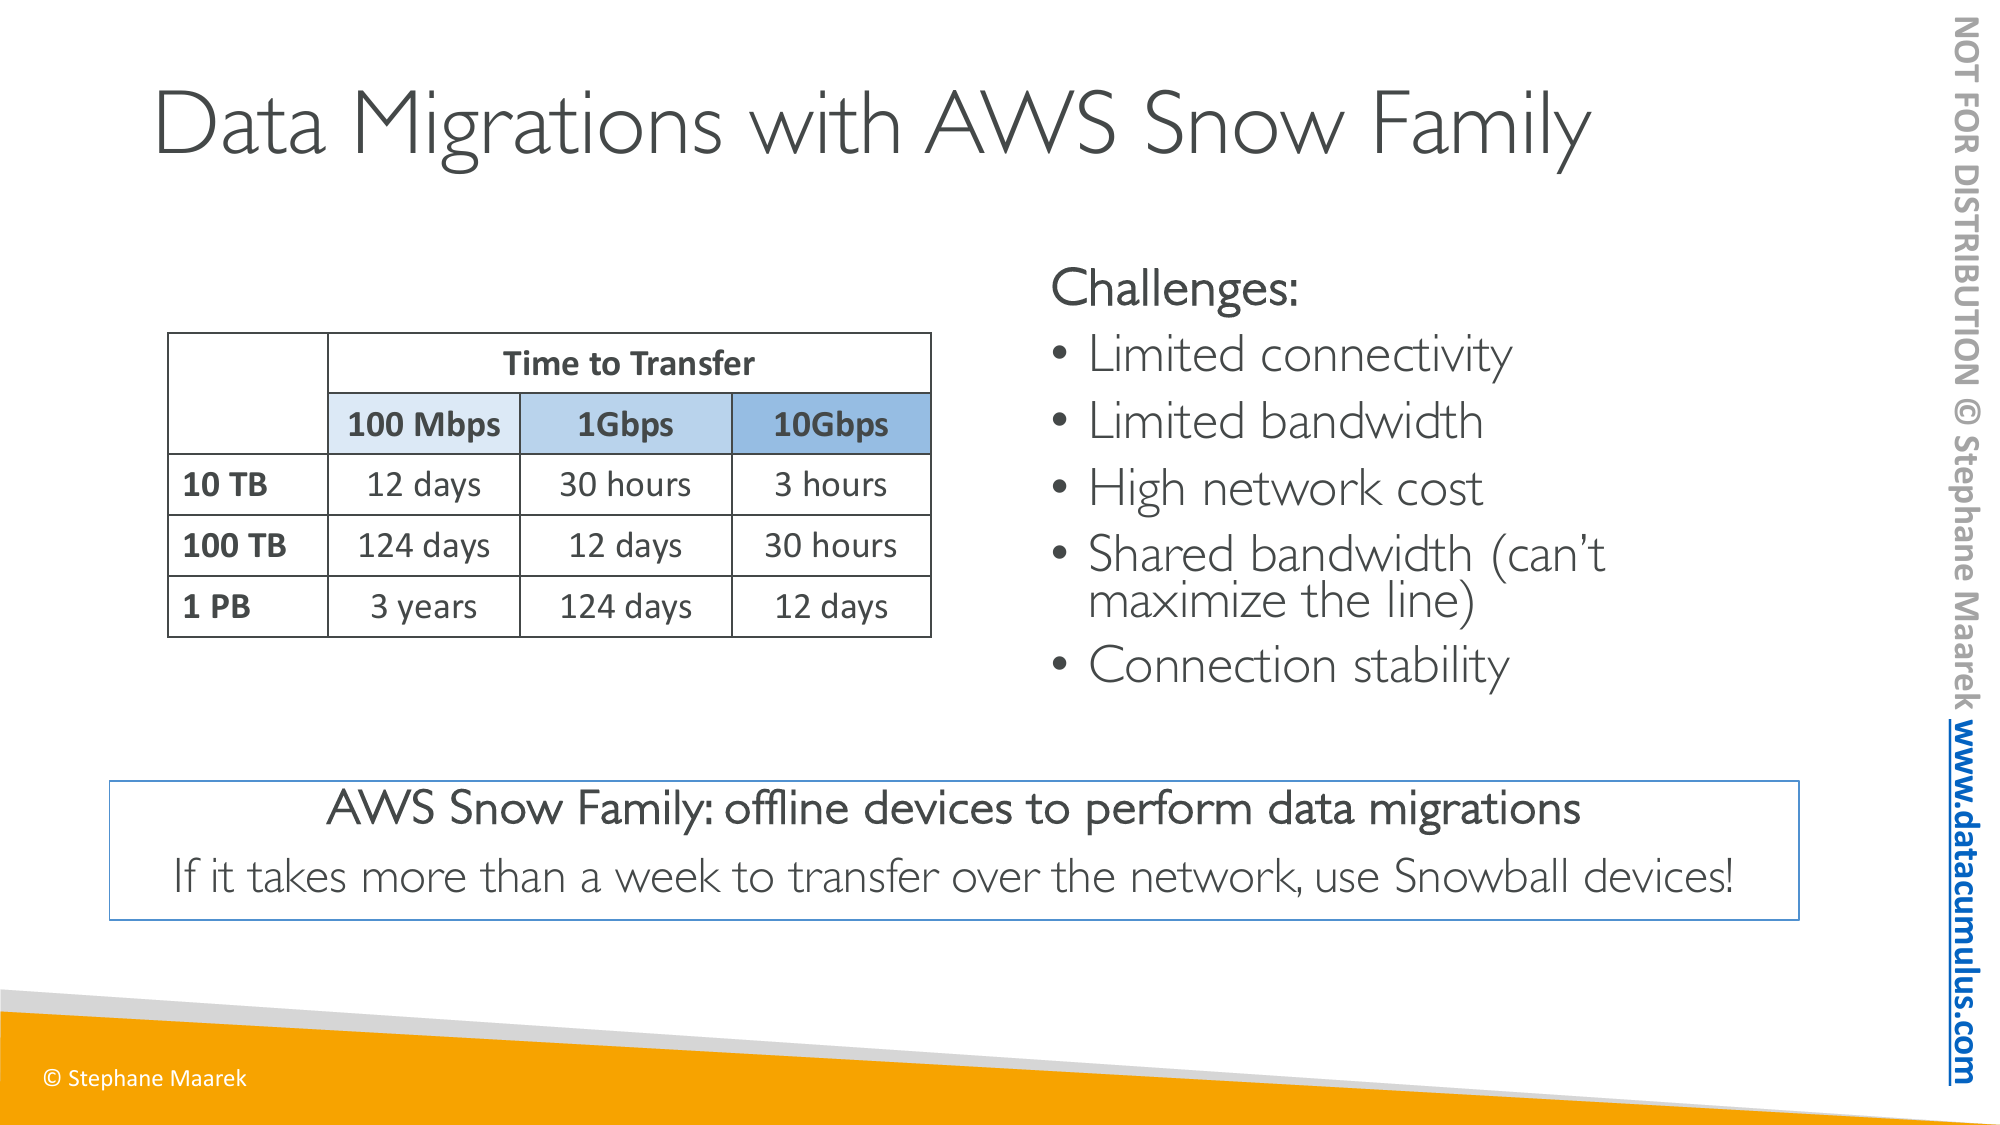 Data Migrations with AWS Snow Family
Time to Transfer
100 Mbps 1Gbps 10Gbps
10 TB 12 days 30 hours 3 hours
100 TB 124 days 12 days 30 hours
1 PB 3 years 124 days 12 days
Challenges:
• Limited connectivity
• Limited bandwidth
• High network cost
• Shared bandwidth (can’t
maximize the line)
• Connection stability
AWS Snow Family: offline devices to perform data migrations
If it takes more than a week to transfer over the network, use Snowball devices!
© Stephane Maarek
NOT FOR DISTRIBUTION © Stephane Maarek www.datacumulus.com